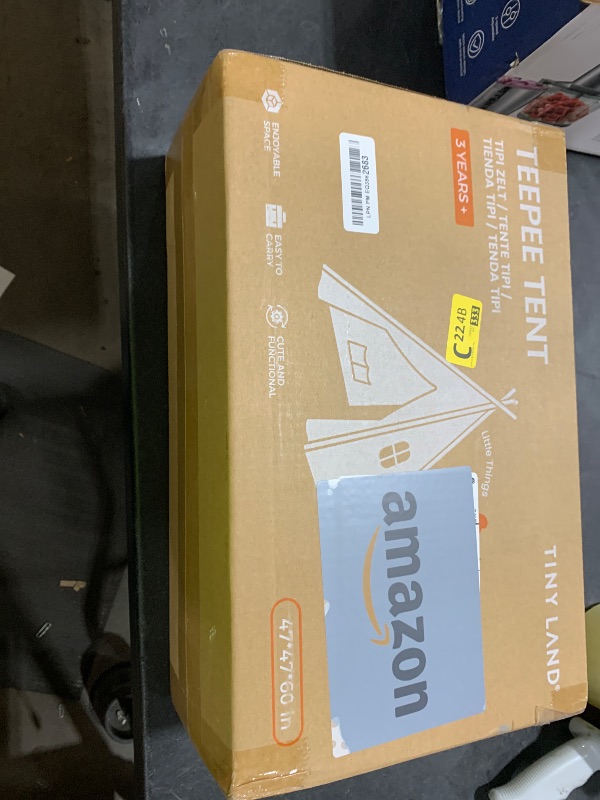 TEEPEE TENT
TIPI ZELT / TENTE TIPI /
TIENDA TIPI / TENDA TIPI
3 YEARS +
TINY LAND®
Little Things
C 2248
ENJOYABLE
SPACE
EASY TO
CARRY
CUTE AND
FUNCTIONAL
amazon
47*47*60 in